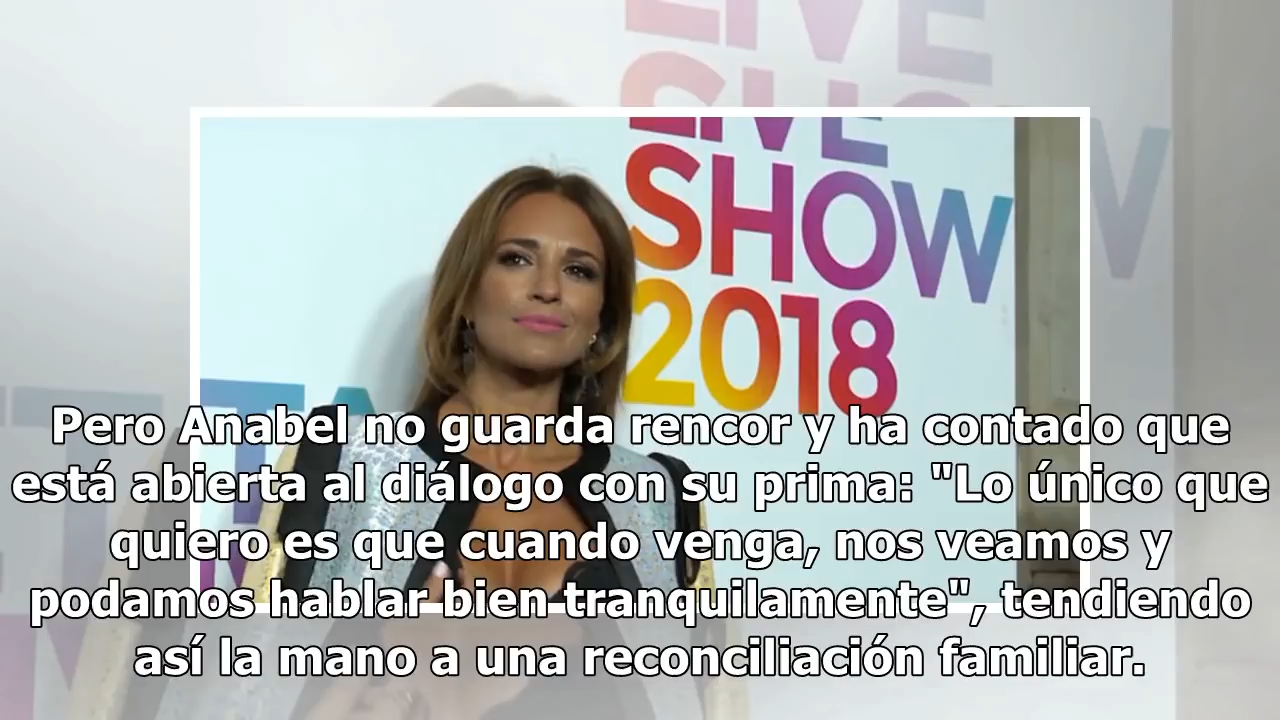 LIVE
SHOW
LIVE
SHOW
2018
Pero Anabel no guarda rencor y ha contado que
está abierta al diálogo con su prima: "Lo único que
quiero es que cuando venga, nos veamos y
podamos hablar bien tranquilamente", tendiendo
así la mano a una reconciliación familiar.